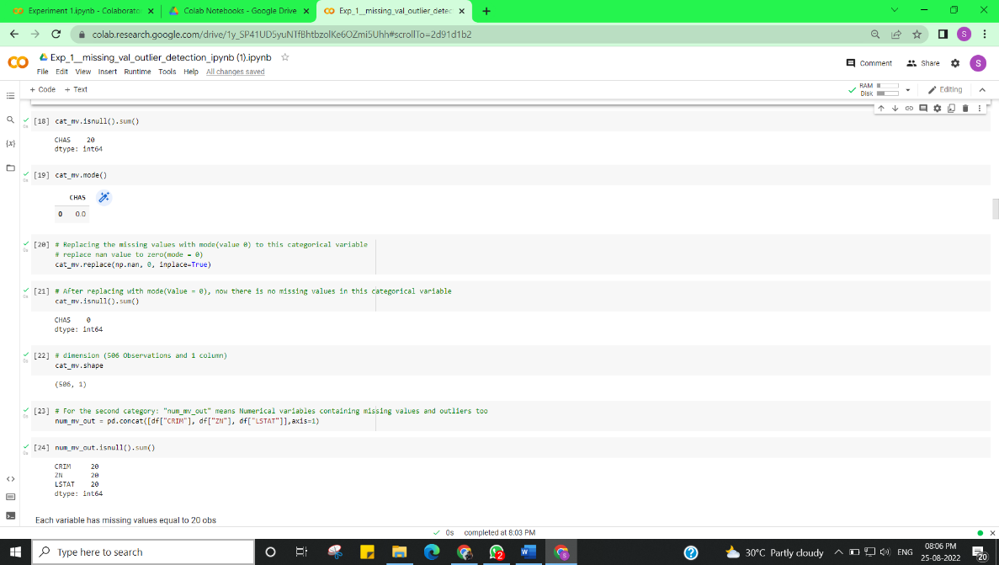 Experiment 1.ipynb - Colaborator
Colab Notebooks - Google Drive
Exp_1__missing_val_outlier_detec
colab.research.google.com/drive/1y_SP41UD5yuNTfBhtbzolKe6OZmi5Uhh#scrollTo=2d91d1b2
S
Exp_1__missing_val_outlier_detection_ipynb (1).ipynb
Comment
Share
S
File Edit View Insert Runtime Tools Help All changes saved
+ Code + Text
RAM
Disk
Editing
[18] cat_mv.isnull().sum()
0s
CHAS 20
dtype: int64
[19] cat_mv.mode()
0s
CHAS
0 0.0
[20] # Replacing the missing values with mode(value 0) to this categorical variable
0s
# replace nan value to zero(mode = 0)
cat_mv.replace(np.nan, 0, inplace=True)
[21] # After replacing with mode(Value = 0), now there is no missing values in this categorical variable
0s
cat_mv.isnull().sum()
CHAS 0
dtype: int64
[22] # dimension (506 Observations and 1 column)
0s
cat_mv.shape
(506, 1)
[23] # For the second category: "num_mv_out" means Numerical variables containing missing values and outliers too
0s
num_mv_out = pd.concat([df["CRIM"], df["ZN"], df["LSTAT"]],axis=1)
[24] num_mv_out.isnull().sum()
0s
CRIM 20
ZN 20
LSTAT 20
dtype: int64
Each variable has missing values equal to 20 obs
0s completed at 8:03 PM
Type here to search
2
W
S
30°C Partly cloudy
ENG
08:06 PM
25-08-2022
20